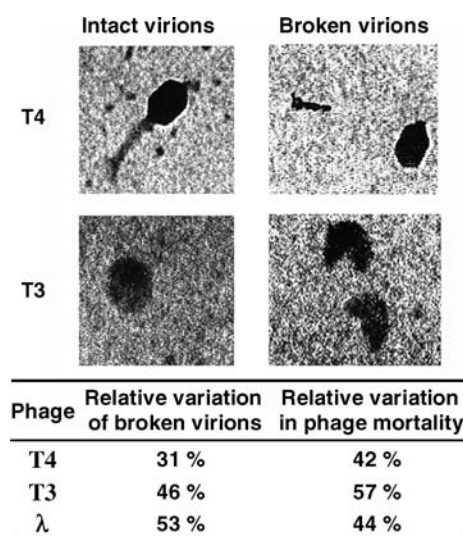 Intact virions Broken virions
T4
T3
Phage Relative variation of broken virions Relative variation in phage mortality
T4 31 % 42 %
T3 46 % 57 %
λ 53 % 44 %